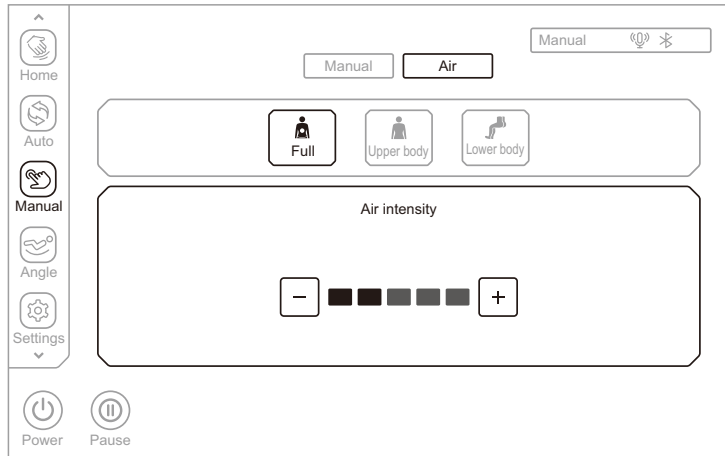 Manual
Home
Manual
Air
Auto
Full
Upper body
Lower body
Manual
Air intensity
Angle
Settings
Power
Pause